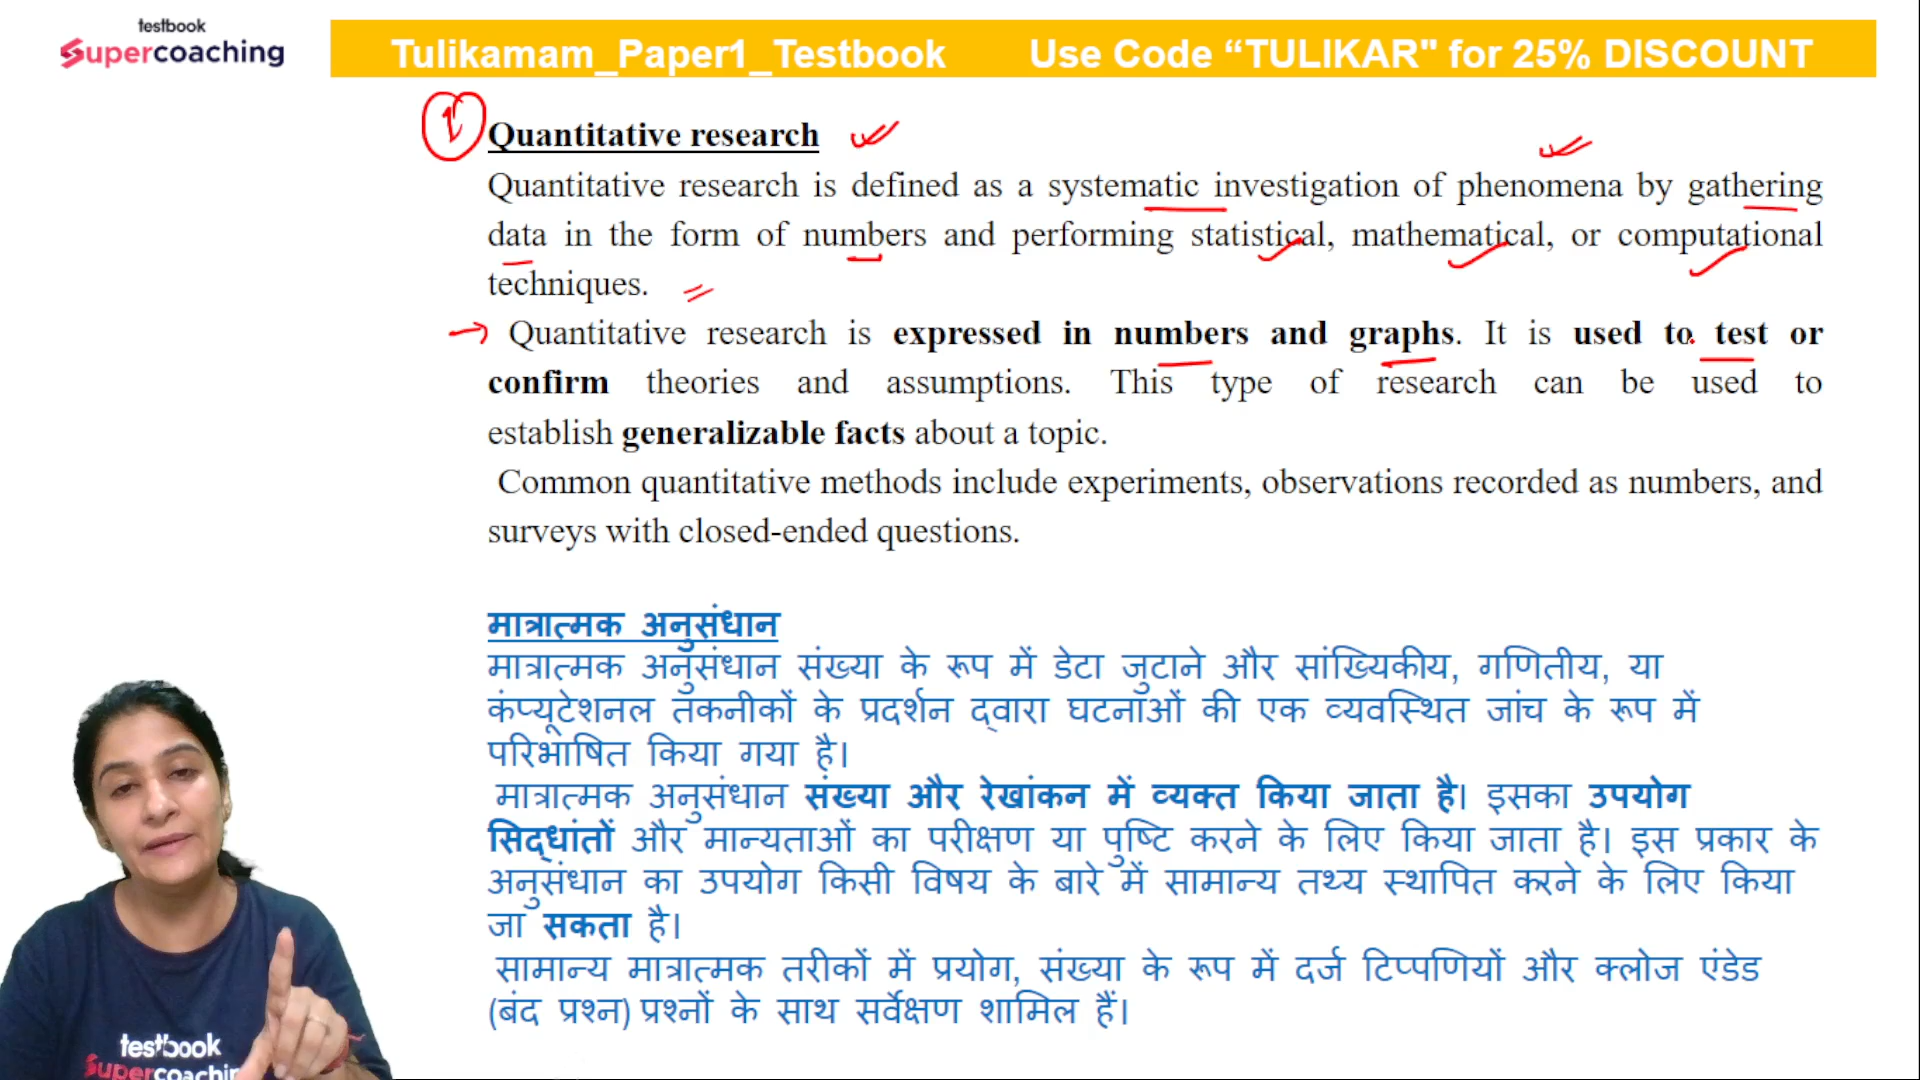 testbook
Supercoaching
Tulikamam_Paper1_Testbook Use Code “TULIKAR" for 25% DISCOUNT
Quantitative research
Quantitative research is defined as a systematic investigation of phenomena by gathering
data in the form of numbers and performing statistical, mathematical, or computational
techniques.
Quantitative research is expressed in numbers and graphs. It is used to test or
confirm theories and assumptions. This type of research can be used to
establish generalizable facts about a topic.
Common quantitative methods include experiments, observations recorded as numbers, and
surveys with closed-ended questions.
मात्रात्मक अनुसंधान
मात्रात्मक अनुसंधान संख्या के रूप में डेटा जुटाने और सांख्यिकीय, गणितीय, या
कंप्यूटेशनल तकनीकों के प्रदर्शन द्वारा घटनाओं की एक व्यवस्थित जांच के रूप में
परिभाषित किया गया है।
मात्रात्मक अनुसंधान संख्या और रेखांकन में व्यक्त किया जाता है। इसका उपयोग
सिद्धांतों और मान्यताओं का परीक्षण या पुष्टि करने के लिए किया जाता है। इस प्रकार के
अनुसंधान का उपयोग किसी विषय के बारे में सामान्य तथ्य स्थापित करने के लिए किया
जा सकता है।
सामान्य मात्रात्मक तरीकों में प्रयोग, संख्या के रूप में दर्ज टिप्पणियों और क्लोज एंडेड
(बंद प्रश्न) प्रश्नों के साथ सर्वेक्षण शामिल हैं।
testbook
Supercoachin